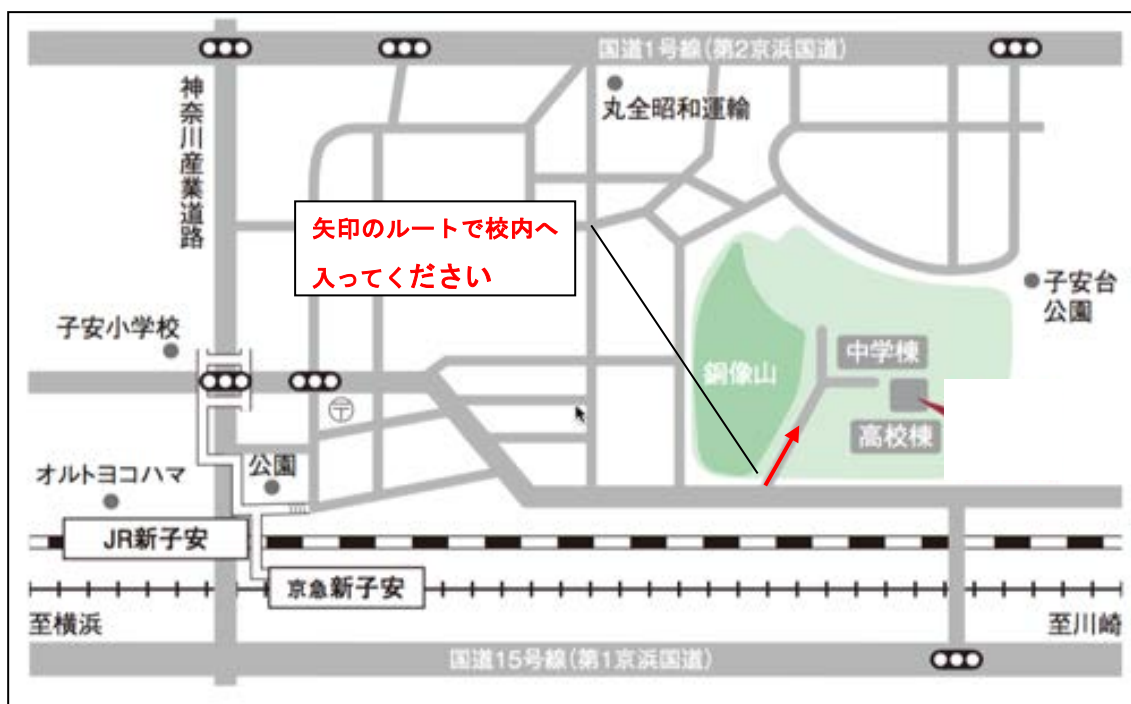 国道1号線(第2京浜国道)
神奈川産業道路
丸全昭和運輸
矢印のルートで校内へ
入ってください
子安台
公園
子安小学校
中学棟
銅像山
〒
高校棟
公園
オルトヨコハマ
JR新子安
京急新子安
至横浜
至川崎
国道15号線(第1京浜国道)